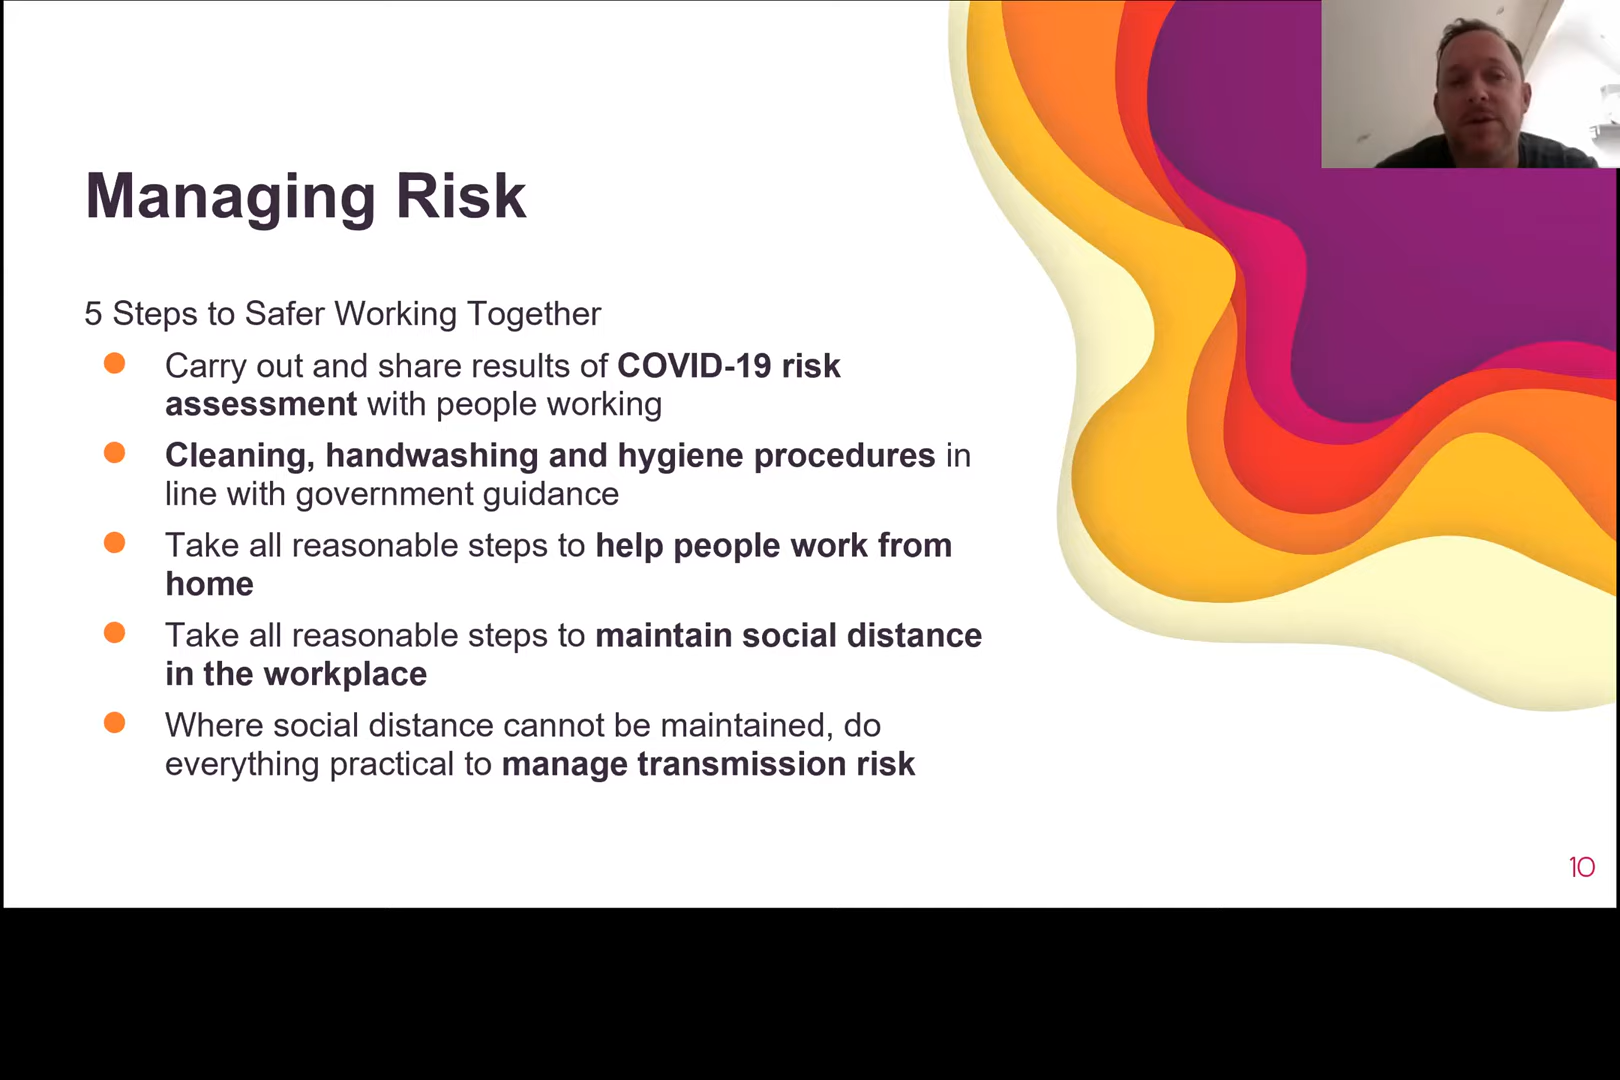 Managing Risk
5 Steps to Safer Working Together
Carry out and share results of COVID-19 risk
assessment with people working
Cleaning, handwashing and hygiene procedures in
line with government guidance
Take all reasonable steps to help people work from
home
Take all reasonable steps to maintain social distance
in the workplace
Where social distance cannot be maintained, do
everything practical to manage transmission risk
10